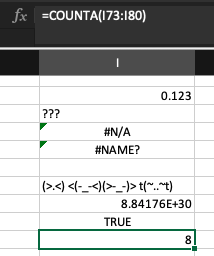 fx =COUNTA(I73:I80)
I
0.123
???
#N/A
#NAME?
(>.<) <(-_-<)(>-_-)> t(~..~t)
8.84176E+30
TRUE
8